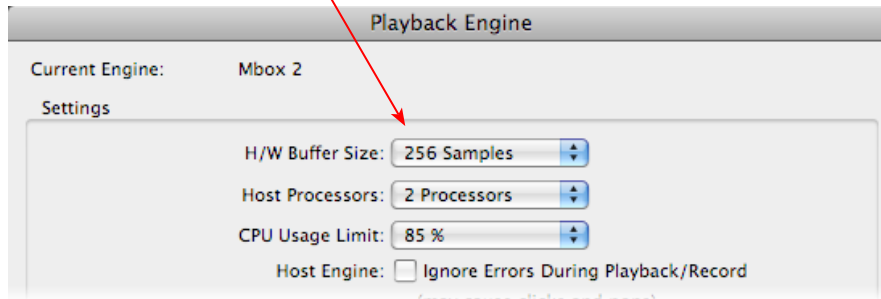 Playback Engine
Current Engine: Mbox 2
Settings
H/W Buffer Size: 256 Samples
Host Processors: 2 Processors
CPU Usage Limit: 85 %
Host Engine: Ignore Errors During Playback/Record